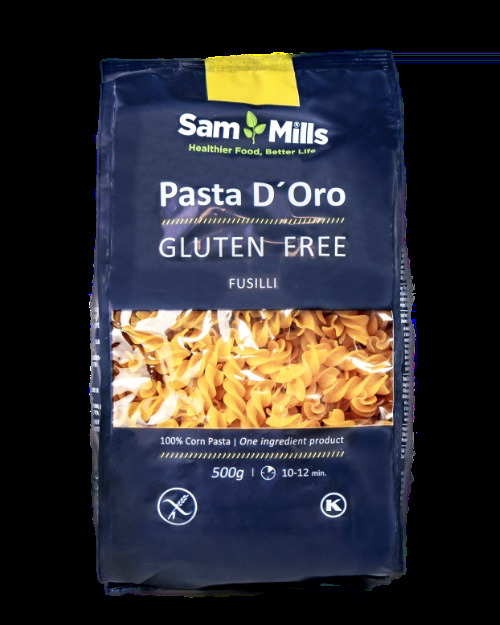 Sam Mills®
Healthier Food, Better Life
Pasta D´Oro
GLUTEN FREE
FUSILLI
100% Corn Pasta | One ingredient product
500g | 10-12 min.
K